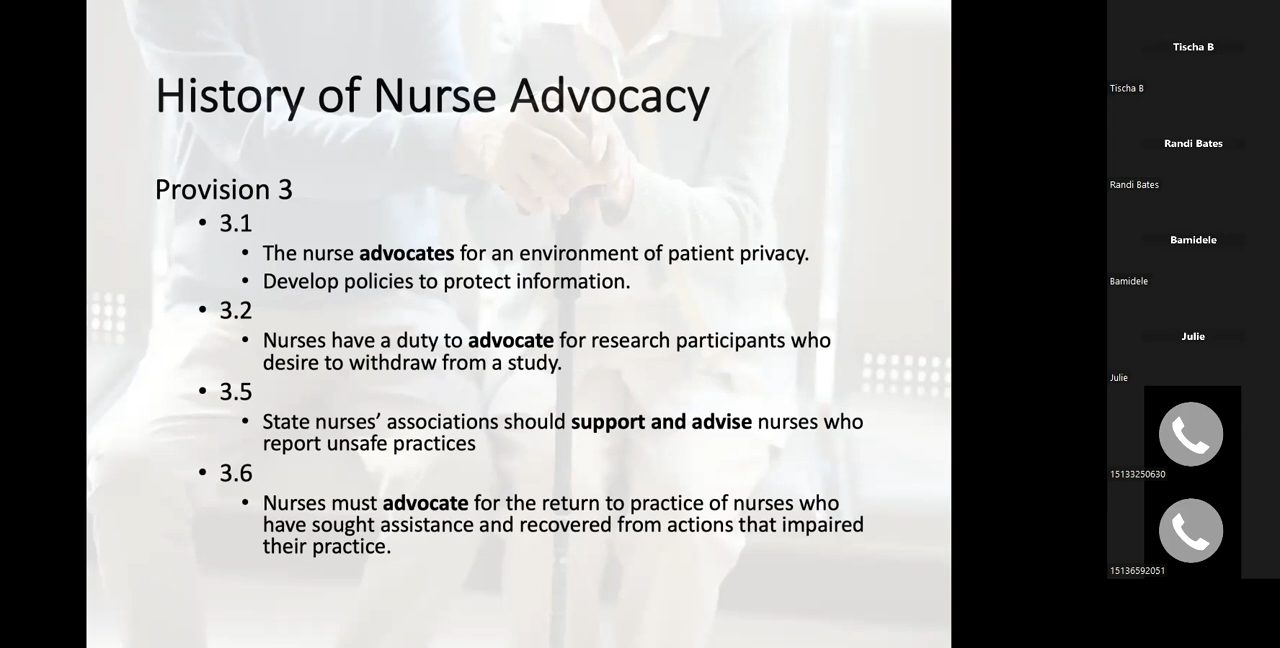 History of Nurse Advocacy
Provision 3
• 3.1
• The nurse advocates for an environment of patient privacy.
• Develop policies to protect information.
• 3.2
• Nurses have a duty to advocate for research participants who
desire to withdraw from a study.
• 3.5
• State nurses’ associations should support and advise nurses who
report unsafe practices
• 3.6
• Nurses must advocate for the return to practice of nurses who
have sought assistance and recovered from actions that impaired
their practice.
Tischa B
Tischa B
Randi Bates
Randi Bates
Bamidele
Bamidele
Julie
Julie
15133250630
15136592051